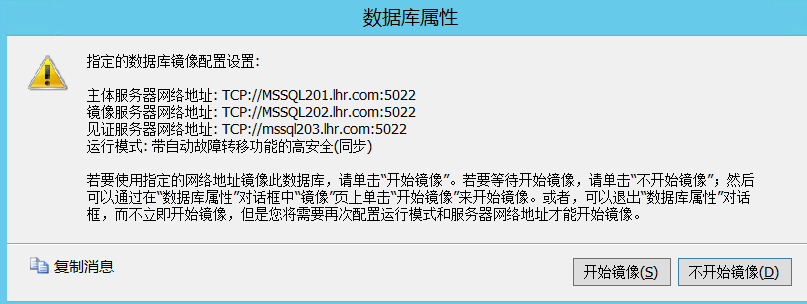 数据库属性
指定的数据库镜像配置设置:
主体服务器网络地址: TCP://MSSQL201.lhr.com:5022
镜像服务器网络地址: TCP://MSSQL202.lhr.com:5022
见证服务器网络地址: TCP://mssql203.lhr.com:5022
运行模式: 带自动故障转移功能的高安全(同步)
若要使用指定的网络地址镜像此数据库，请单击“开始镜像”。若要等待开始镜像，请单击“不开始镜像”；然后
可以通过在“数据库属性”对话框中“镜像”页上单击“开始镜像”来开始镜像。或者，可以退出“数据库属性”对话
框，而不立即开始镜像，但是您将需要再次配置运行模式和服务器网络地址才能开始镜像。
复制消息
开始镜像(S)
不开始镜像(D)